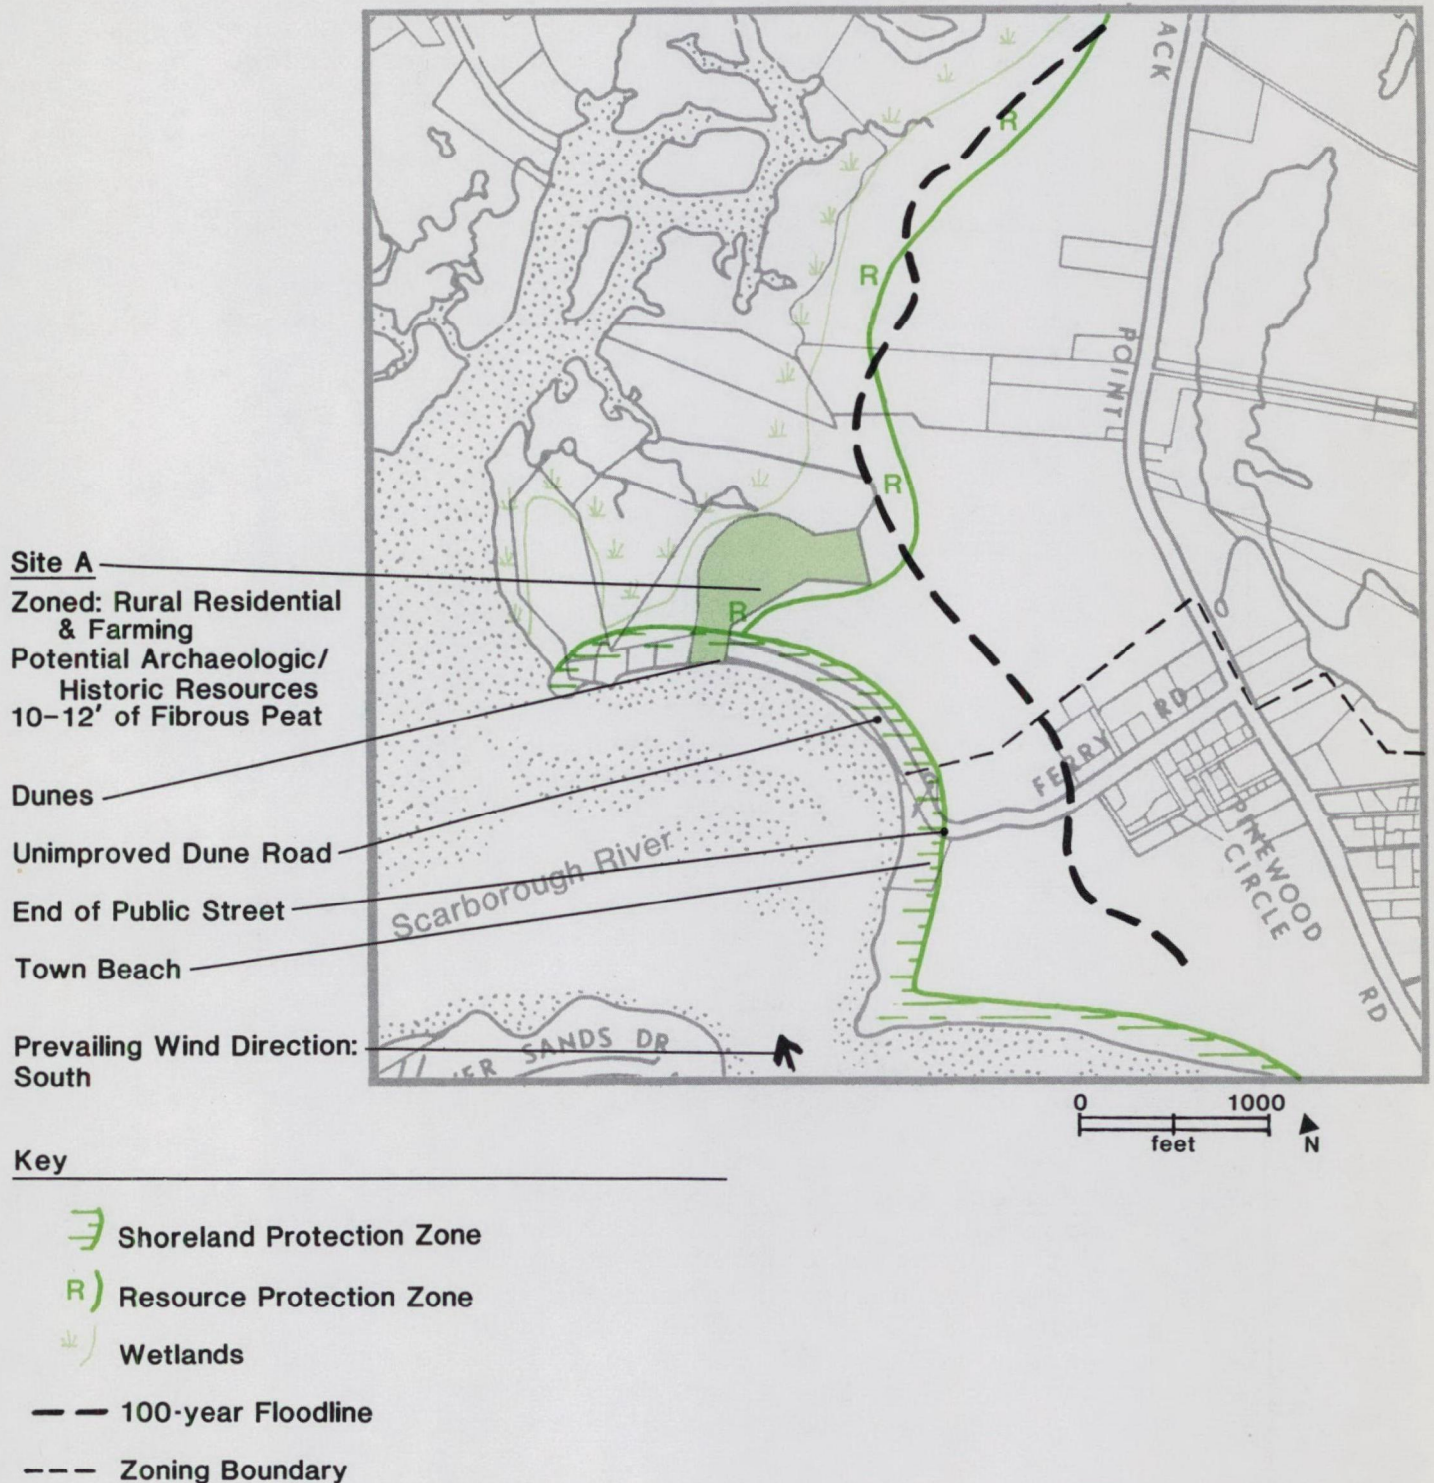 ACK
R
R
POINT
R
Site A
Zoned: Rural Residential
& Farming
Potential Archaeologic/
Historic Resources
10-12' of Fibrous Peat
R
Dunes
Unimproved Dune Road
End of Public Street
Town Beach
Prevailing Wind Direction:
South
FERRY RD
PINEWOOD
CIRCLE
Scarborough River
RD
ER SANDS DR
0 1000
feet
N
Key
Shoreland Protection Zone
R Resource Protection Zone
Wetlands
100-year Floodline
Zoning Boundary